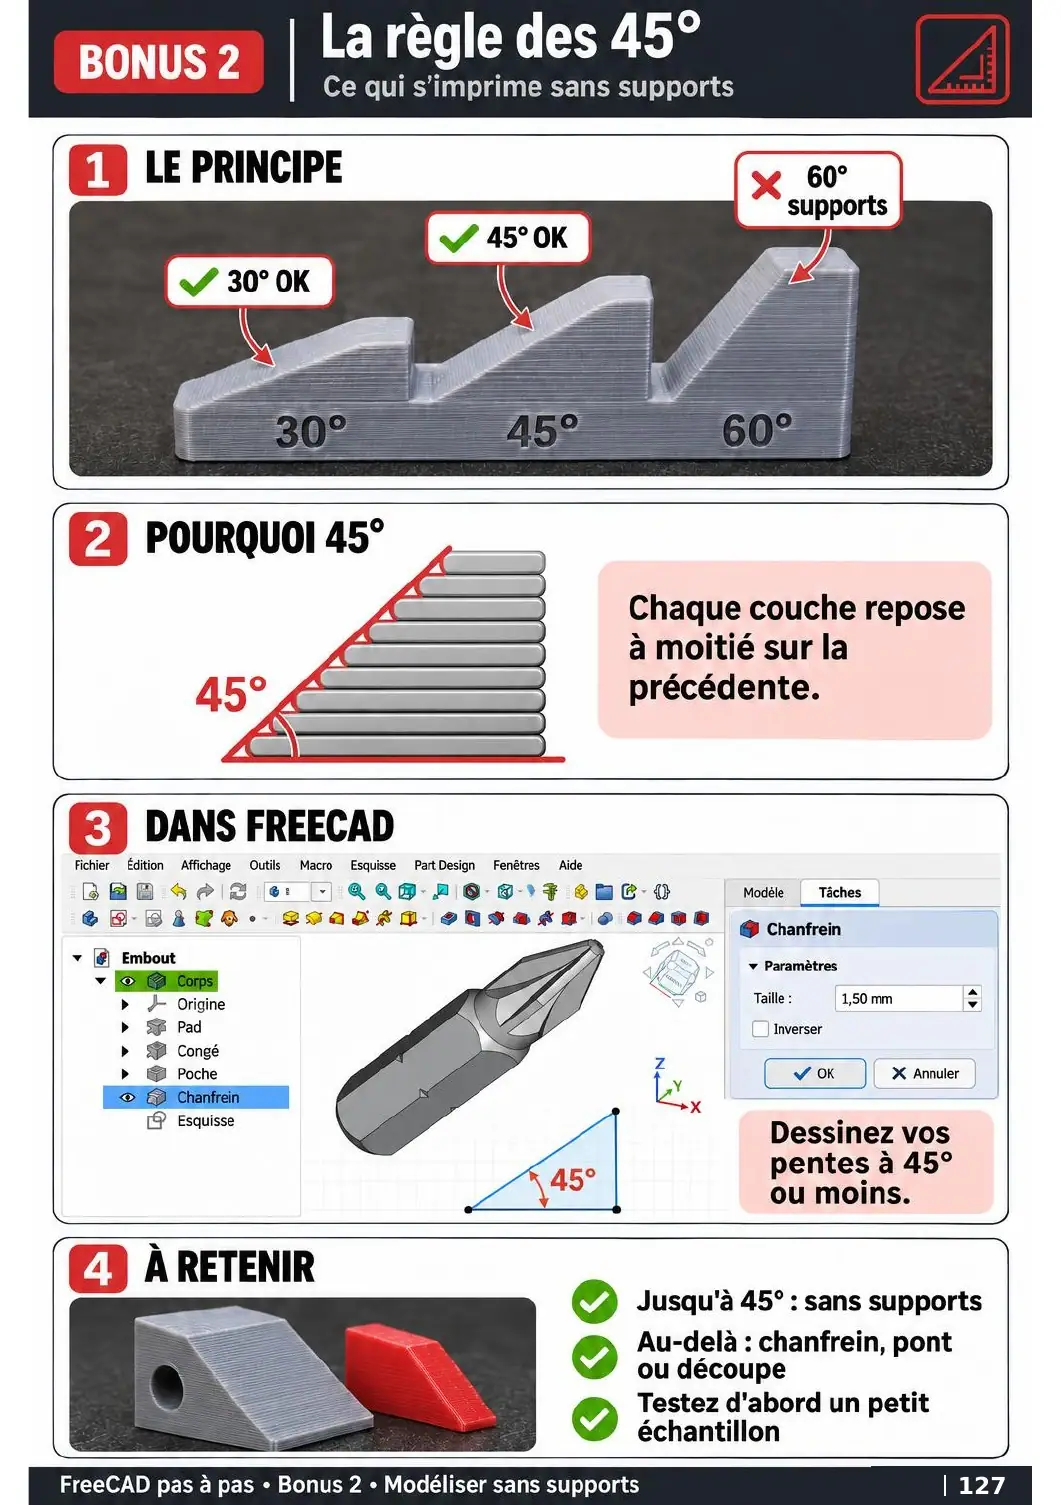 BONUS 2
La règle des 45°
Ce qui s'imprime sans supports
1 LE PRINCIPE
60°
supports
45° OK
30° OK
30°
45°
60°
2 POURQUOI 45°
45°
Chaque couche repose
à moitié sur la
précédente.
3 DANS FREECAD
Fichier Édition Affichage Outils Macro Esquisse Part Design Fenêtres Aide
Modèle Tâches
Chanfrein
Paramètres
Taille : 1,50 mm
Inverser
OK Annuler
Embout
Corps
Origine
Pad
Congé
Poche
Chanfrein
Esquisse
Z
Y
X
45°
Dessinez vos
pentes à 45°
ou moins.
4 À RETENIR
Jusqu'à 45° : sans supports
Au-delà : chanfrein, pont
ou découpe
Testez d'abord un petit
échantillon
FreeCAD pas à pas • Bonus 2 • Modéliser sans supports | 127